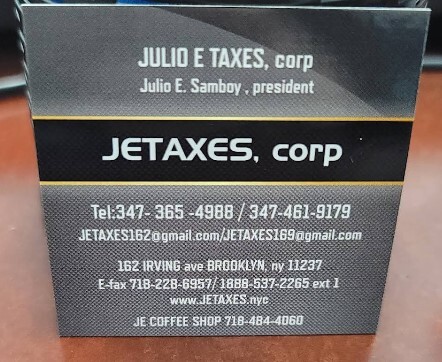 JULIO E TAXES, corp
Julio E. Samboy , president
JETAXES, corp
Tel:347- 365 -4988 / 347-461-9179
JETAXES162@gmail.com/JETAXES169@gmail.com
162 IRVING ave BROOKLYN, ny 11237
E-fax 718-228-6957/ 1888-537-2265 ext 1
www.JETAXES.nyc
JE COFFEE SHOP 718-484-4060